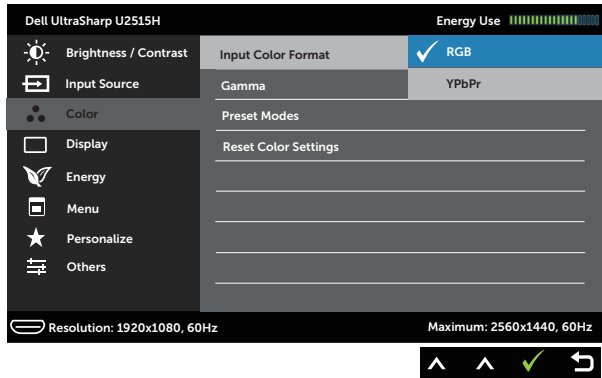 Dell UltraSharp U2515H Energy Use
Brightness / Contrast Input Color Format RGB
Input Source Gamma YPbPr
Color Preset Modes
Display Reset Color Settings
Energy
Menu
Personalize
Others
Resolution: 1920x1080, 60Hz Maximum: 2560x1440, 60Hz